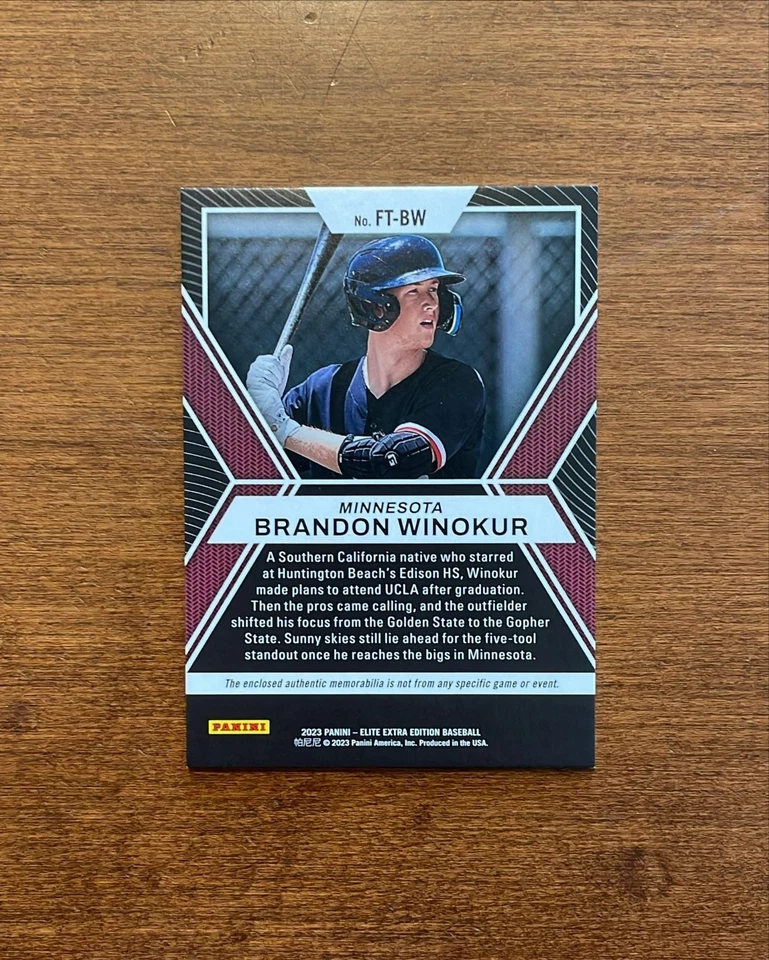 No. FT-BW
MINNESOTA
BRANDON WINOKUR
A Southern California native who starred
at Huntington Beach's Edison HS, Winokur
made plans to attend UCLA after graduation.
Then the pros came calling, and the outfielder
shifted his focus from the Golden State to the Gopher
State. Sunny skies still lie ahead for the five-tool
standout once he reaches the bigs in Minnesota.
The enclosed authentic memorabilia is not from any specific game or event.
PANINI
2023 PANINI – ELITE EXTRA EDITION BASEBALL
帕尼尼 © 2023 Panini America, Inc. Produced in the USA.